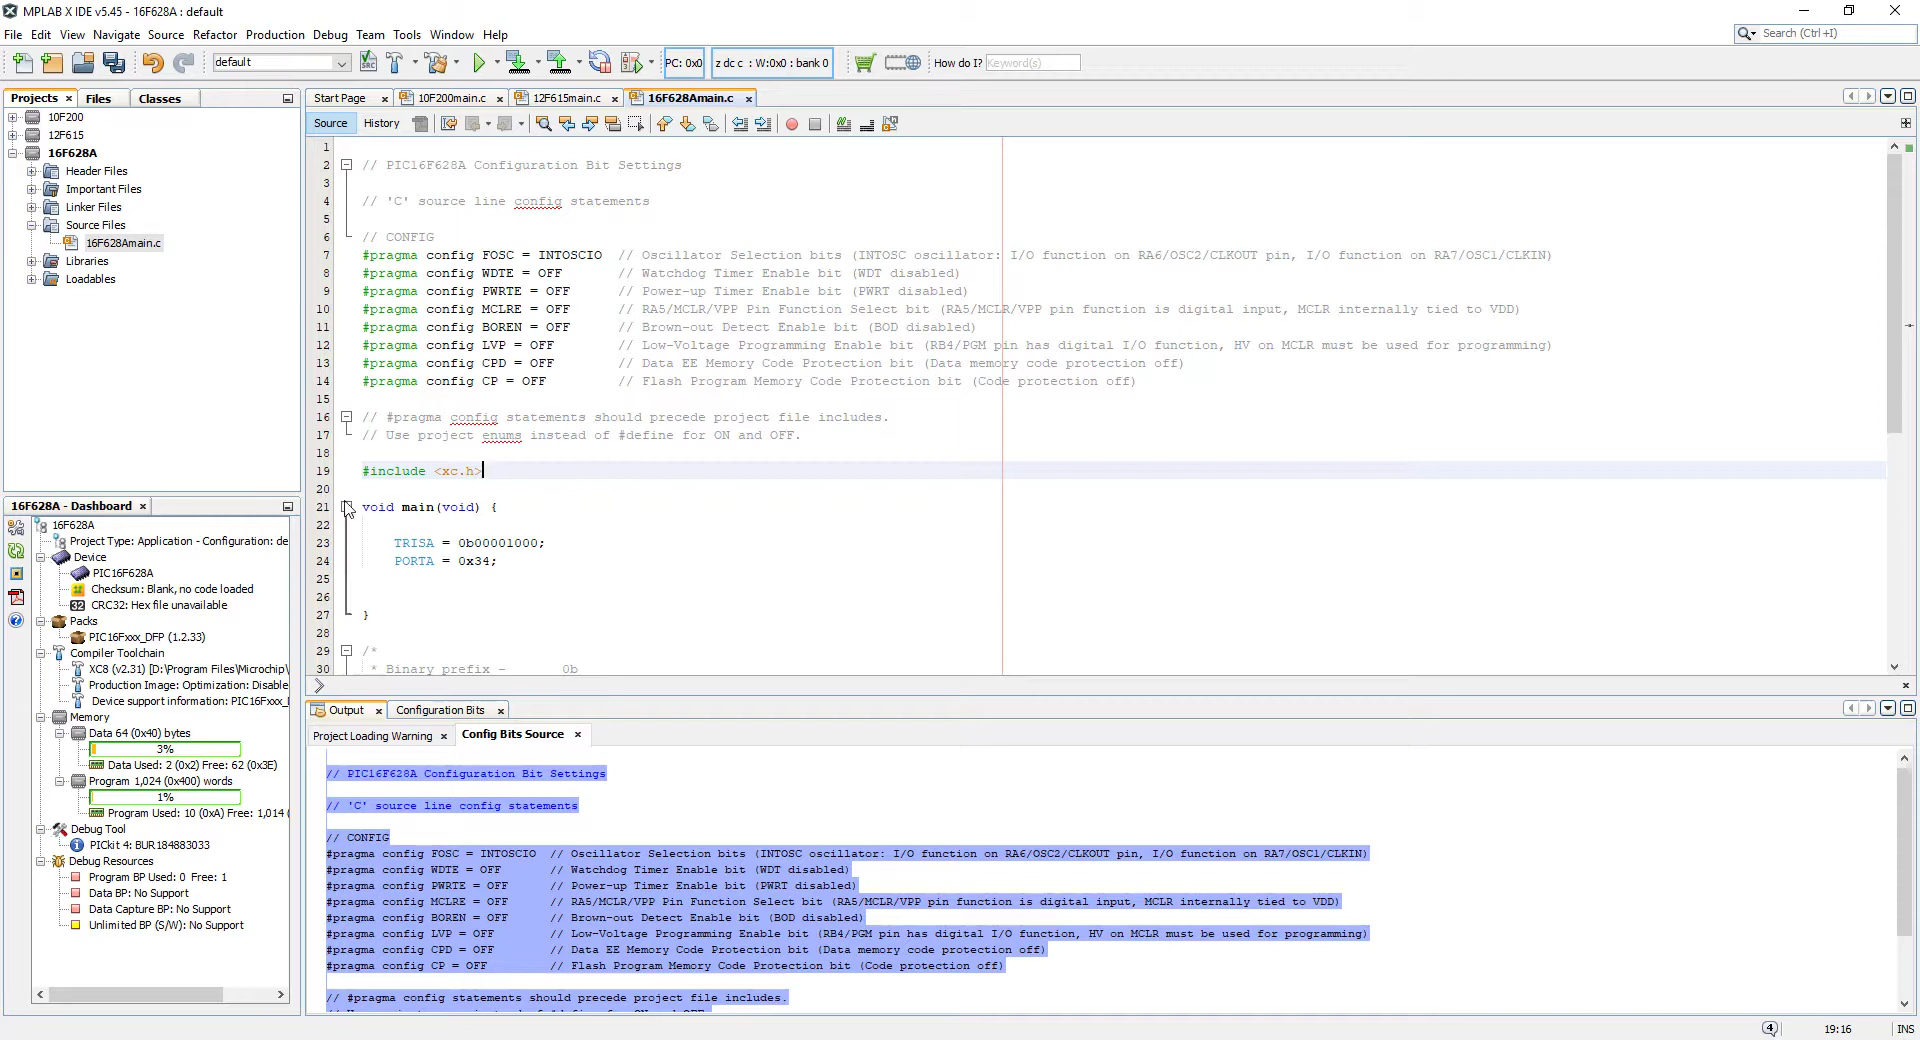 MPLAB X IDE v5.45 - 16F628A : default
File Edit View Navigate Source Refactor Production Debug Team Tools Window Help
Search (Ctrl+I)
default
PC: 0x0
z dc c : W:0x0 : bank 0
How do I? Keyword(s)
Projects Files Classes
Start Page 10F200main.c 12F615main.c 16F628Amain.c
Source History
10F200
12F615
16F628A
Header Files
Important Files
Linker Files
Source Files
16F628Amain.c
Libraries
Loadables
1
2 // PIC16F628A Configuration Bit Settings
3
4 // 'C' source line config statements
5
6 // CONFIG
7 #pragma config FOSC = INTOSCIO // Oscillator Selection bits (INTOSC oscillator: I/O function on RA6/OSC2/CLKOUT pin, I/O function on RA7/OSC1/CLKIN)
8 #pragma config WDTE = OFF // Watchdog Timer Enable bit (WDT disabled)
9 #pragma config PWRTE = OFF // Power-up Timer Enable bit (PWRT disabled)
10 #pragma config MCLRE = OFF // RA5/MCLR/VPP Pin Function Select bit (RA5/MCLR/VPP pin function is digital input, MCLR internally tied to VDD)
11 #pragma config BOREN = OFF // Brown-out Detect Enable bit (BOD disabled)
12 #pragma config LVP = OFF // Low-Voltage Programming Enable bit (RB4/PGM pin has digital I/O function, HV on MCLR must be used for programming)
13 #pragma config CPD = OFF // Data EE Memory Code Protection bit (Data memory code protection off)
14 #pragma config CP = OFF // Flash Program Memory Code Protection bit (Code protection off)
15
16 // #pragma config statements should precede project file includes.
17 // Use project enums instead of #define for ON and OFF.
18
19 #include <xc.h>
20
21 void main(void) {
22
23 TRISA = 0b00001000;
24 PORTA = 0x34;
25
26
27 }
28
29 /*
30 * Binary prefix - 0b
16F628A - Dashboard
16F628A
Project Type: Application - Configuration: de
Device
PIC16F628A
Checksum: Blank, no code loaded
CRC32: Hex file unavailable
Packs
PIC16Fxxx_DFP (1.2.33)
Compiler Toolchain
XC8 (v2.31) [D:\Program Files\Microchip\
Production Image: Optimization: Disable
Device support information: PIC16Fxxx_
Memory
Data 64 (0x40) bytes
3%
Data Used: 2 (0x2) Free: 62 (0x3E)
Program 1,024 (0x400) words
1%
Program Used: 10 (0xA) Free: 1,014 (
Debug Tool
PICkit 4: BUR184883033
Debug Resources
Program BP Used: 0 Free: 1
Data BP: No Support
Data Capture BP: No Support
Unlimited BP (S/W): No Support
Output Configuration Bits
Project Loading Warning Config Bits Source
// PIC16F628A Configuration Bit Settings
// 'C' source line config statements
// CONFIG
#pragma config FOSC = INTOSCIO // Oscillator Selection bits (INTOSC oscillator: I/O function on RA6/OSC2/CLKOUT pin, I/O function on RA7/OSC1/CLKIN)
#pragma config WDTE = OFF // Watchdog Timer Enable bit (WDT disabled)
#pragma config PWRTE = OFF // Power-up Timer Enable bit (PWRT disabled)
#pragma config MCLRE = OFF // RA5/MCLR/VPP Pin Function Select bit (RA5/MCLR/VPP pin function is digital input, MCLR internally tied to VDD)
#pragma config BOREN = OFF // Brown-out Detect Enable bit (BOD disabled)
#pragma config LVP = OFF // Low-Voltage Programming Enable bit (RB4/PGM pin has digital I/O function, HV on MCLR must be used for programming)
#pragma config CPD = OFF // Data EE Memory Code Protection bit (Data memory code protection off)
#pragma config CP = OFF // Flash Program Memory Code Protection bit (Code protection off)
// #pragma config statements should precede project file includes.
4
19:16
INS